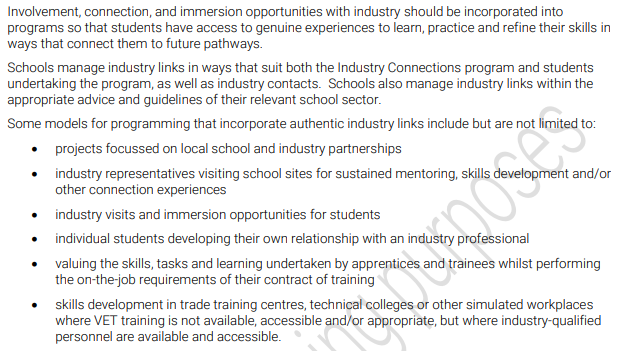 Involvement, connection, and immersion opportunities with industry should be incorporated into
programs so that students have access to genuine experiences to learn, practice and refine their skills in
ways that connect them to future pathways.
Schools manage industry links in ways that suit both the Industry Connections program and students
undertaking the program, as well as industry contacts.  Schools also manage industry links within the
appropriate advice and guidelines of their relevant school sector.
Some models for programming that incorporate authentic industry links include but are not limited to:
• projects focussed on local school and industry partnerships
• industry representatives visiting school sites for sustained mentoring, skills development and/or
other connection experiences
• industry visits and immersion opportunities for students
• individual students developing their own relationship with an industry professional
• valuing the skills, tasks and learning undertaken by apprentices and trainees whilst performing
the on-the-job requirements of their contract of training
• skills development in trade training centres, technical colleges or other simulated workplaces
where VET training is not available, accessible and/or appropriate, but where industry-qualified
personnel are available and accessible.
ing purposes